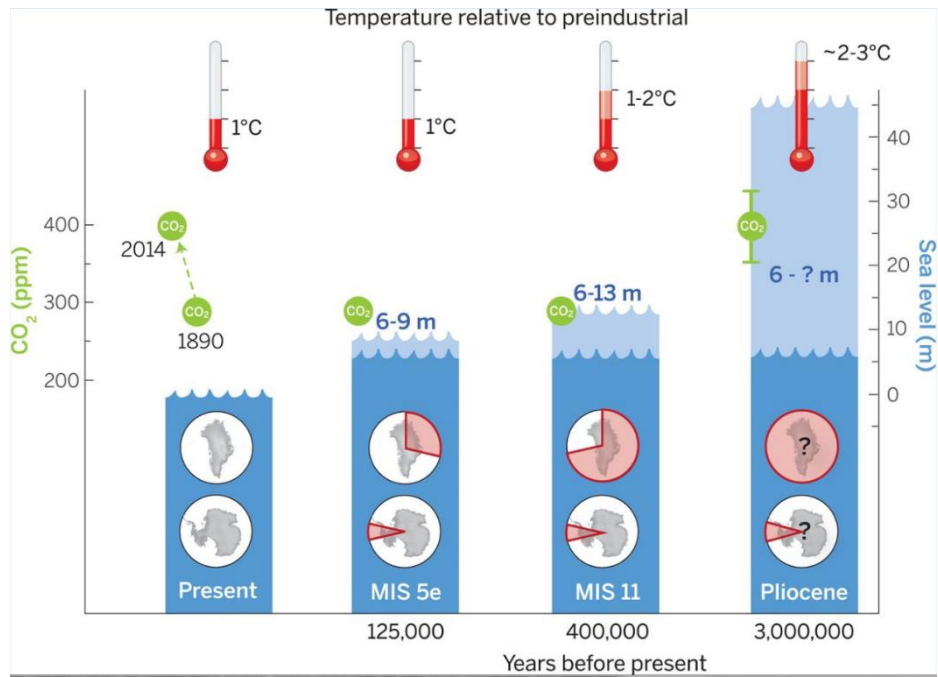 Temperature relative to preindustrial
1°C
1°C
1-2°C
~2-3°C
CO2 (ppm)
400
300
200
CO2
2014
CO2
1890
CO2
6-9 m
CO2
6-13 m
CO2
6 - ? m
40
30
20
10
0
Sea level (m)
?
?
Present
MIS 5e
MIS 11
Pliocene
125,000
400,000
3,000,000
Years before present